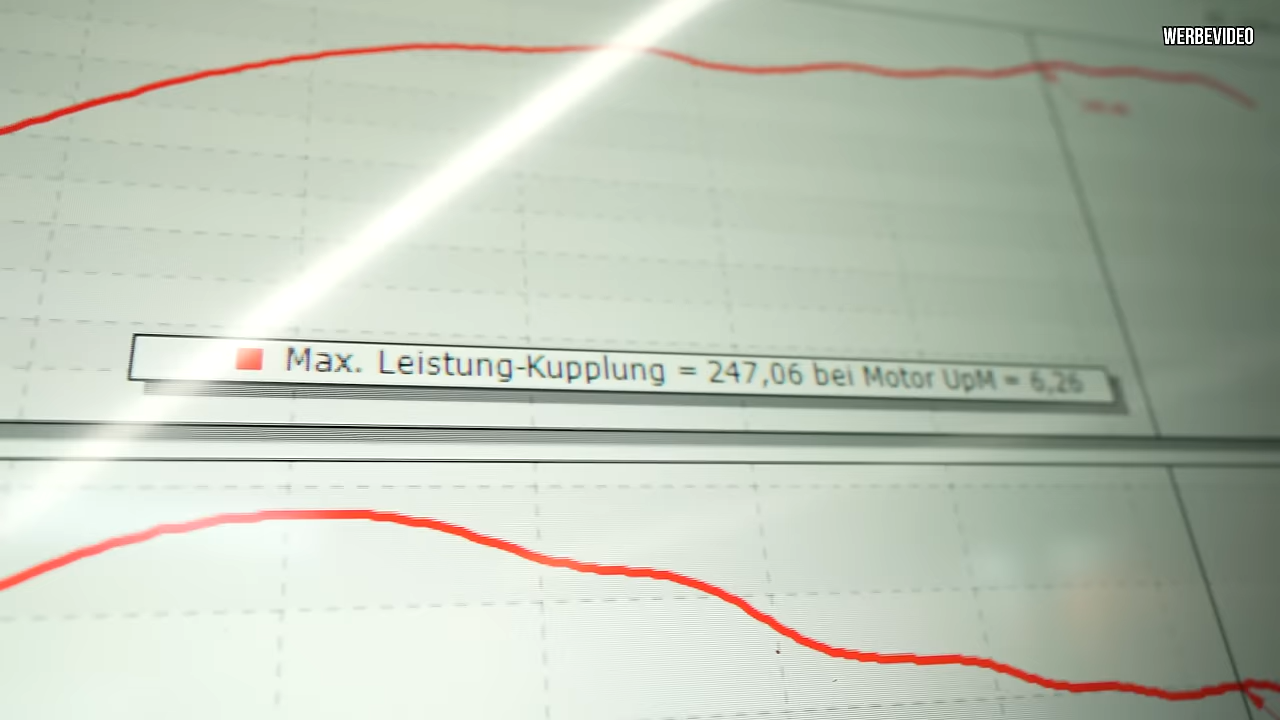 WERBEVIDEO
Max. Leistung-Kupplung = 247,06 bei Motor UpM = 6,26